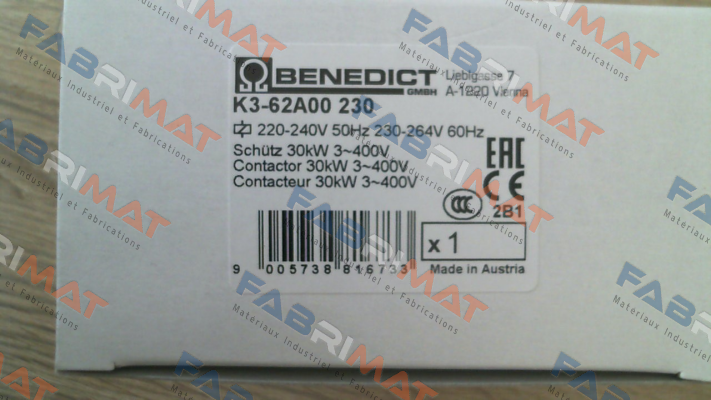 BENEDICT
GMBH
Liebigasse 7
A-1220 Vienna
K3-62A00 230
220-240V 50Hz 230-264V 60Hz
Schütz 30kW 3~400V
Contactor 30kW 3~400V
Contacteur 30kW 3~400V
EAC
CE
CCC
2B1
x 1
9 005738 816733
Made in Austria
FABRIMAT
Matériaux Industriel et Fabrications